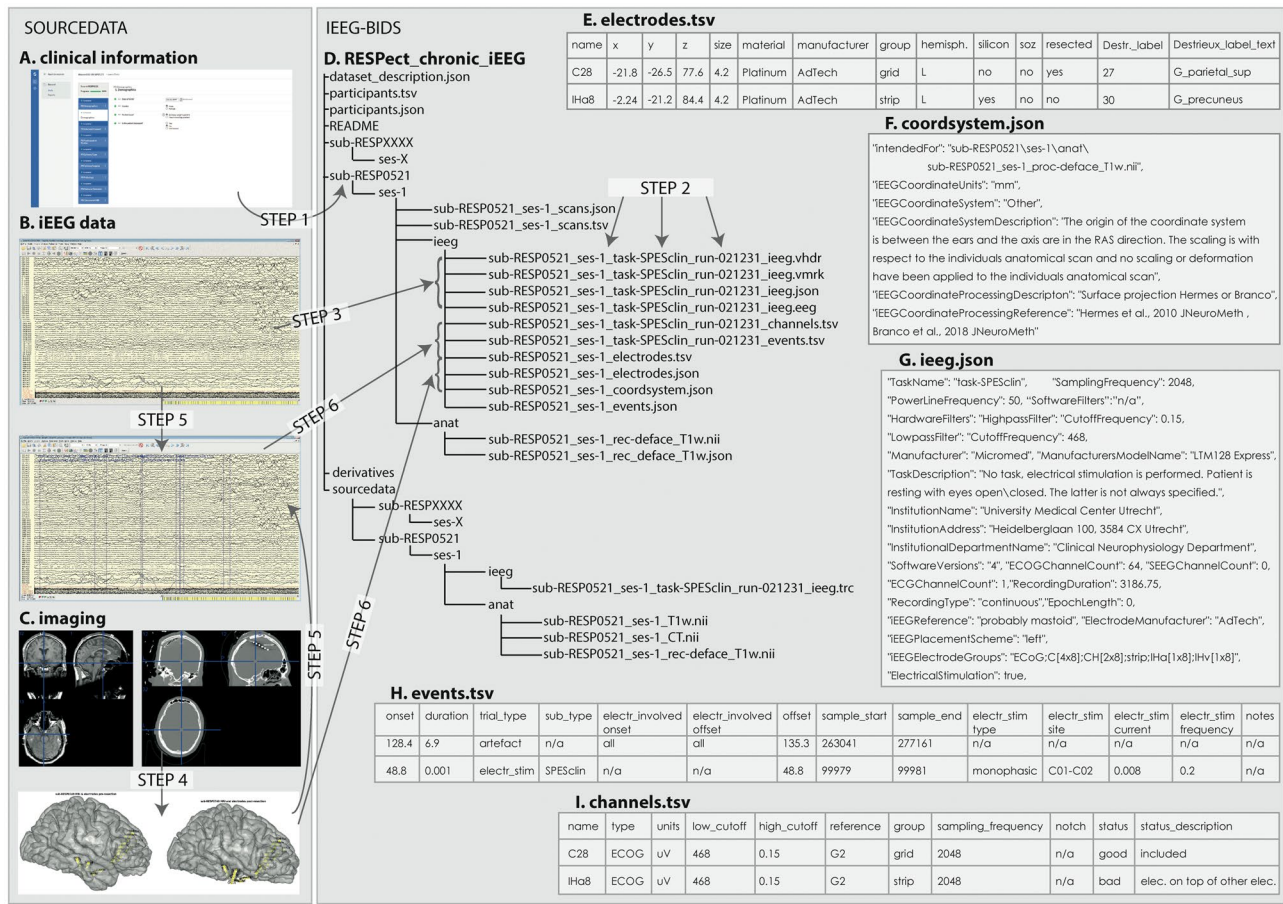 SOURCEDATA
A. clinical information
STEP 1
B. iEEG data
STEP 3
STEP 5
STEP 6
C. imaging
STEP 5
STEP 6
STEP 4
IEEG-BIDS
D. RESPect_chronic_iEEG
dataset_description.json
participants.tsv
participants.json
README
sub-RESPXXXX
ses-X
sub-RESP0521
ses-1
STEP 2
sub-RESP0521_ses-1_scans.json
sub-RESP0521_ses-1_scans.tsv
ieeg
sub-RESP0521_ses-1_task-SPESclin_run-021231_ieeg.vhdr
sub-RESP0521_ses-1_task-SPESclin_run-021231_ieeg.vmrk
sub-RESP0521_ses-1_task-SPESclin_run-021231_ieeg.json
sub-RESP0521_ses-1_task-SPESclin_run-021231_ieeg.eeg
sub-RESP0521_ses-1_task-SPESclin_run-021231_channels.tsv
sub-RESP0521_ses-1_task-SPESclin_run-021231_events.tsv
sub-RESP0521_ses-1_electrodes.tsv
sub-RESP0521_ses-1_electrodes.json
sub-RESP0521_ses-1_coordsystem.json
sub-RESP0521_ses-1_events.json
anat
sub-RESP0521_ses-1_rec-deface_T1w.nii
sub-RESP0521_ses-1_rec_deface_T1w.json
derivatives
sourcedata
sub-RESPXXXX
ses-X
sub-RESP0521
ses-1
ieeg
sub-RESP0521_ses-1_task-SPESclin_run-021231_ieeg.trc
anat
sub-RESP0521_ses-1_T1w.nii
sub-RESP0521_ses-1_CT.nii
sub-RESP0521_ses-1_rec-deface_T1w.nii
E. electrodes.tsv
name x y z size material manufacturer group hemisph. silicon soz resected Destr._label Destrieux_label_text
C28 -21.8 -26.5 77.6 4.2 Platinum AdTech grid L no no yes 27 G_parietal_sup
IHa8 -2.24 -21.2 84.4 4.2 Platinum AdTech strip L yes no no 30 G_precuneus
F. coordsystem.json
"intendedFor": "sub-RESP0521\ses-1\anat\
sub-RESP0521_ses-1_proc-deface_T1w.nii",
"iEEGCoordinateUnits": "mm",
"iEEGCoordinateSystem": "Other",
"iEEGCoordinateSystemDescription": "The origin of the coordinate system
is between the ears and the axis are in the RAS direction. The scaling is with
respect to the individuals anatomical scan and no scaling or deformation
have been applied to the individuals anatomical scan",
"iEEGCoordinateProcessingDescripton": "Surface projection Hermes or Branco",
"iEEGCoordinateProcessingReference": "Hermes et al., 2010 JNeuroMeth ,
Branco et al., 2018 JNeuroMeth"
G. ieeg.json
"TaskName": "task-SPESclin", "SamplingFrequency": 2048,
"PowerLineFrequency": 50, "SoftwareFilters":"n/a",
"HardwareFilters": "HighpassFilter": "CutoffFrequency": 0.15,
"LowpassFilter": "CutoffFrequency": 468,
"Manufacturer": "Micromed", "ManufacturersModelName": "LTM128 Express",
"TaskDescription": "No task, electrical stimulation is performed. Patient is
resting with eyes open\closed. The latter is not always specified.",
"InstitutionName": "University Medical Center Utrecht",
"InstitutionAddress": "Heidelberglaan 100, 3584 CX Utrecht",
"InstitutionalDepartmentName": "Clinical Neurophysiology Department",
"SoftwareVersions": "4", "ECOGChannelCount": 64, "SEEGChannelCount": 0,
"ECGChannelCount": 1,"RecordingDuration": 3186,75,
"RecordingType": "continuous","EpochLength": 0,
"iEEGReference": "probably mastoid", "ElectrodeManufacturer": "AdTech",
"iEEGPlacementScheme": "left",
"iEEGElectrodeGroups": "ECoG;C[4x8];CH[2x8];strip;IHa[1x8];IHv[1x8]",
"ElectricalStimulation": true,
H. events.tsv
onset duration trial_type sub_type electr_involved onset electr_involved offset offset sample_start sample_end electr_stim type electr_stim site electr_stim current electr_stim frequency notes
128.4 6.9 artefact n/a all all 135.3 263041 277161 n/a n/a n/a n/a n/a
48.8 0.001 electr_stim SPESclin n/a n/a 48.8 99979 99981 monophasic C01-C02 0.008 0.2 n/a
I. channels.tsv
name type units low_cutoff high_cutoff reference group sampling_frequency notch status status_description
C28 ECOG uV 468 0.15 G2 grid 2048 n/a good included
IHa8 ECOG uV 468 0.15 G2 strip 2048 n/a bad elec. on top of other elec.